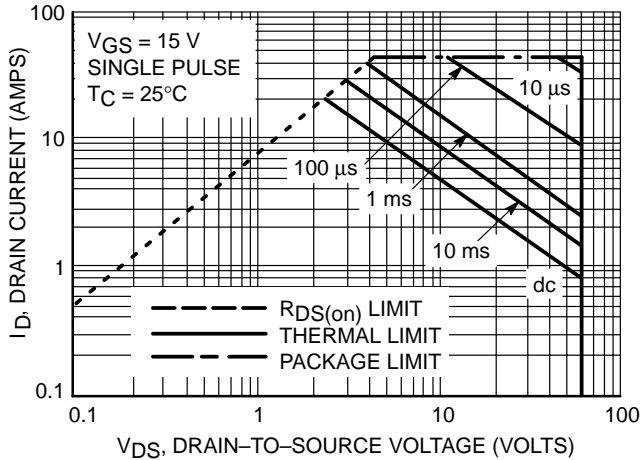 100
VGS = 15 V
SINGLE PULSE
TC = 25°C
10 µs
10
100 µs
1 ms
10 ms
1
dc
RDS(on) LIMIT
THERMAL LIMIT
PACKAGE LIMIT
0.1
0.1
1
10
100
ID, DRAIN CURRENT (AMPS)
VDS, DRAIN–TO–SOURCE VOLTAGE (VOLTS)